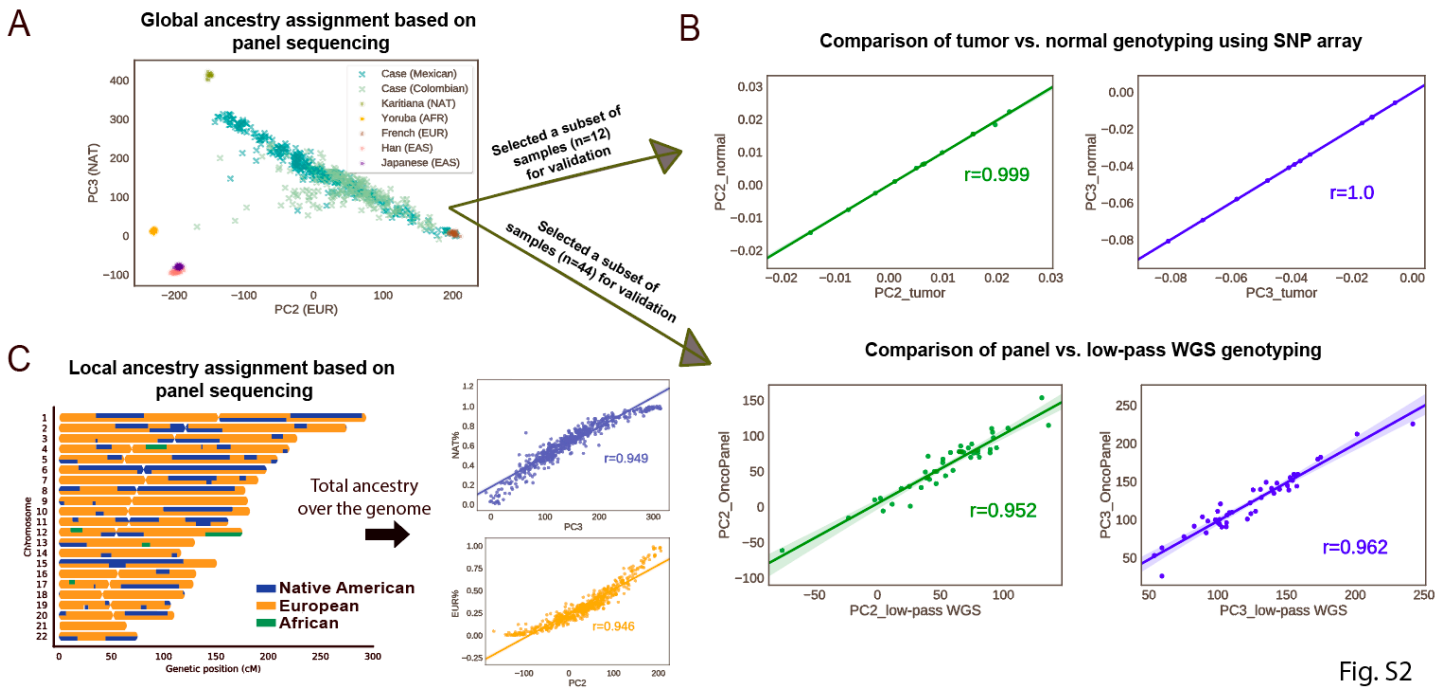 A
Global ancestry assignment based on
panel sequencing
400
300
200
100
0
−100
PC3 (NAT)
−200
−100
0
100
200
PC2 (EUR)
Case (Mexican)
Case (Colombian)
Karitiana (NAT)
Yoruba (AFR)
French (EUR)
Han (EAS)
Japanese (EAS)
Selected a subset of
samples (n=12)
for validation
Selected a subset of
samples (n=44) for validation
B
Comparison of tumor vs. normal genotyping using SNP array
0.03
0.02
0.01
0.00
−0.01
−0.02
PC2_normal
r=0.999
−0.02
−0.01
0.00
0.01
0.02
0.03
PC2_tumor
0.00
−0.02
−0.04
−0.06
−0.08
PC3_normal
r=1.0
−0.08
−0.06
−0.04
−0.02
0.00
PC3_tumor
Comparison of panel vs. low-pass WGS genotyping
150
100
50
0
−50
−100
PC2_OncoPanel
r=0.952
−50
0
50
100
PC2_low-pass WGS
250
200
150
100
50
PC3_OncoPanel
r=0.962
50
100
150
200
250
PC3_low-pass WGS
C
Local ancestry assignment based on
panel sequencing
Chromosome
1
2
3
4
5
6
7
8
9
10
11
12
13
14
15
16
17
18
19
20
21
22
Native American
European
African
0
50
100
150
200
250
300
Genetic position (cM)
Total ancestry
over the genome
1.2
1.0
0.8
0.6
0.4
0.2
0.0
NAT%
r=0.949
0
100
200
300
PC3
1.00
0.75
0.50
0.25
0.00
−0.25
EUR%
r=0.946
−100
0
100
200
PC2
Fig. S2